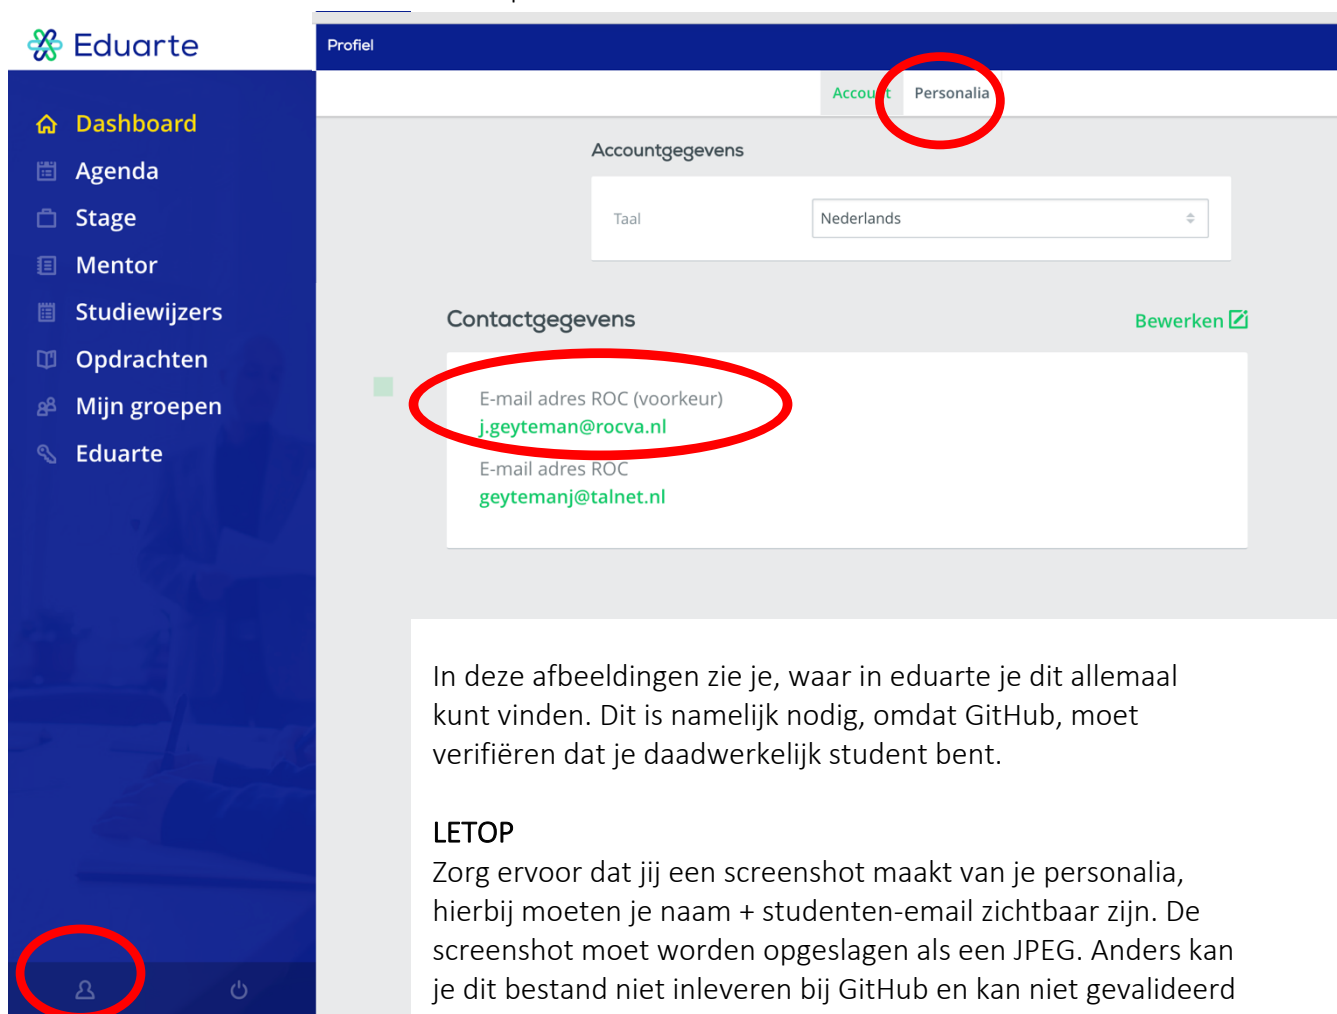 Eduarte
Profiel
Account Personalia
Dashboard
Agenda
Stage
Mentor
Studiewijzers
Opdrachten
Mijn groepen
Eduarte
Accountgegevens
Taal Nederlands
Contactgegevens Bewerken
E-mail adres ROC (voorkeur)
j.geyteman@rocva.nl
E-mail adres ROC
geytemanj@talnet.nl
In deze afbeeldingen zie je, waar in eduarte je dit allemaal
kunt vinden. Dit is namelijk nodig, omdat GitHub, moet
verifiëren dat je daadwerkelijk student bent.
LETOP
Zorg ervoor dat jij een screenshot maakt van je personalia,
hierbij moeten je naam + studenten-email zichtbaar zijn. De
screenshot moet worden opgeslagen als een JPEG. Anders kan
je dit bestand niet inleveren bij GitHub en kan niet gevalideerd